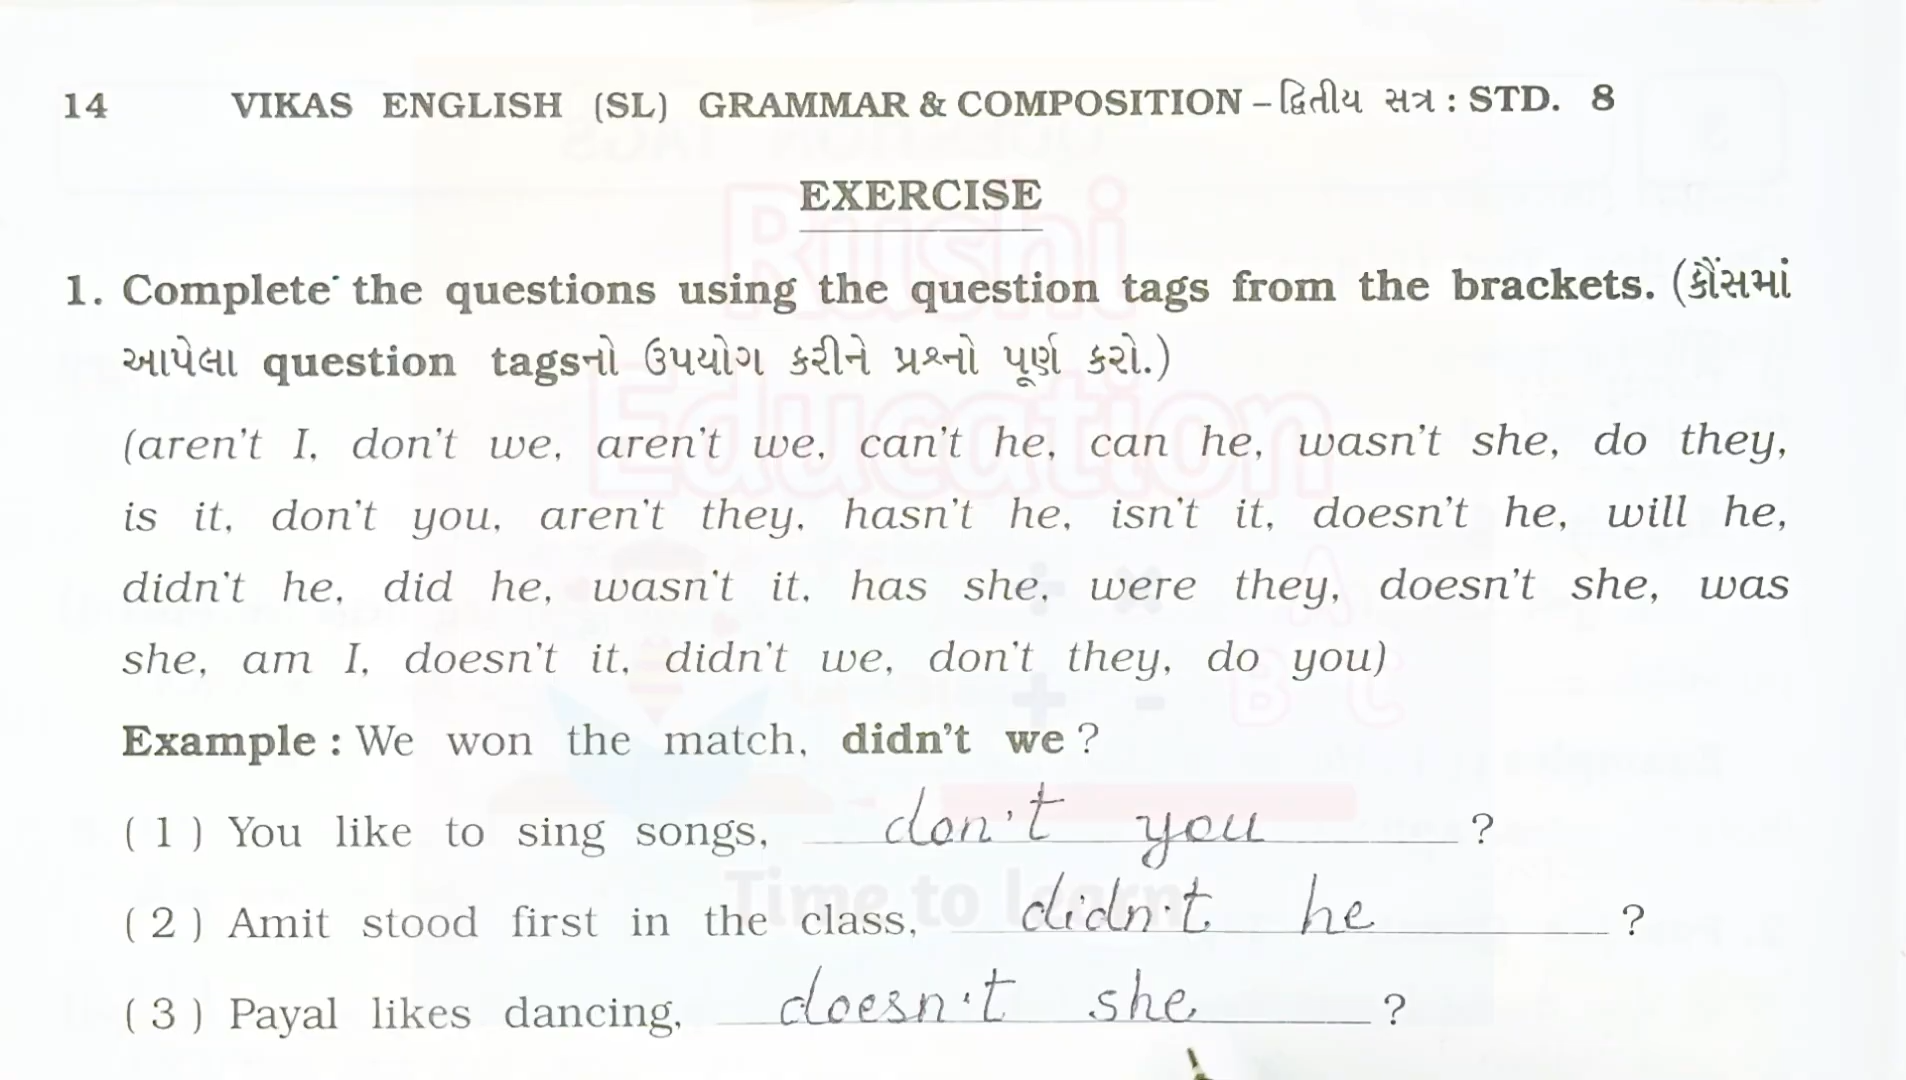 14 VIKAS ENGLISH (SL) GRAMMAR & COMPOSITION – દ્વિતીય સત્ર : STD. 8
EXERCISE
1. Complete the questions using the question tags from the brackets. (કૌંસમાં
આપેલા question tagsનો ઉપયોગ કરીને પ્રશ્નો પૂર્ણ કરો.)
(aren't I, don't we, aren't we, can't he, can he, wasn't she, do they,
is it, don't you, aren't they, hasn't he, isn't it, doesn't he, will he,
didn't he, did he, wasn't it, has she, were they, doesn't she, was
she, am I, doesn't it, didn't we, don't they, do you)
Example : We won the match, didn't we ?
( 1 ) You like to sing songs, don't you ?
( 2 ) Amit stood first in the class, didn't he ?
( 3 ) Payal likes dancing, doesn't she ?
Rushi
Education
Time to learn